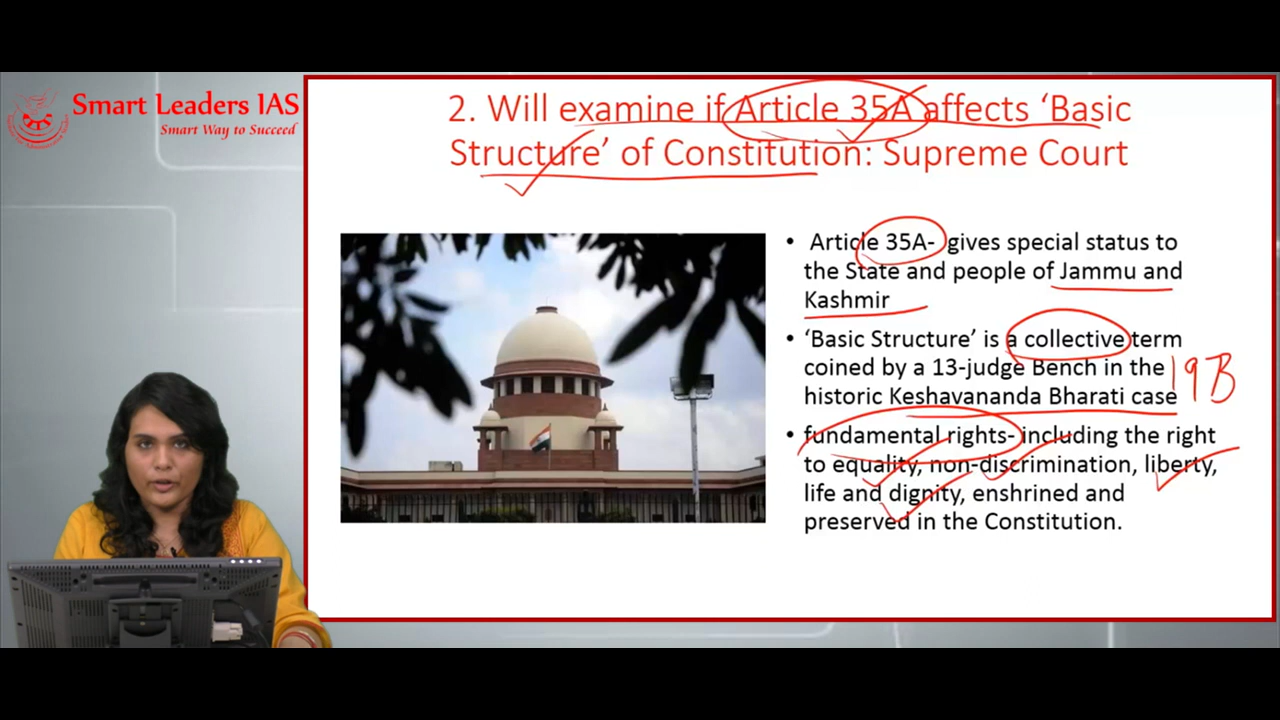 Smart Leaders IAS
Smart Way to Succeed
2. Will examine if Article 35A affects ‘Basic
Structure’ of Constitution: Supreme Court
• Article 35A- gives special status to
the State and people of Jammu and
Kashmir
• ‘Basic Structure’ is a collective term
coined by a 13-judge Bench in the
historic Keshavananda Bharati case
• fundamental rights- including the right
to equality, non-discrimination, liberty,
life and dignity, enshrined and
preserved in the Constitution.